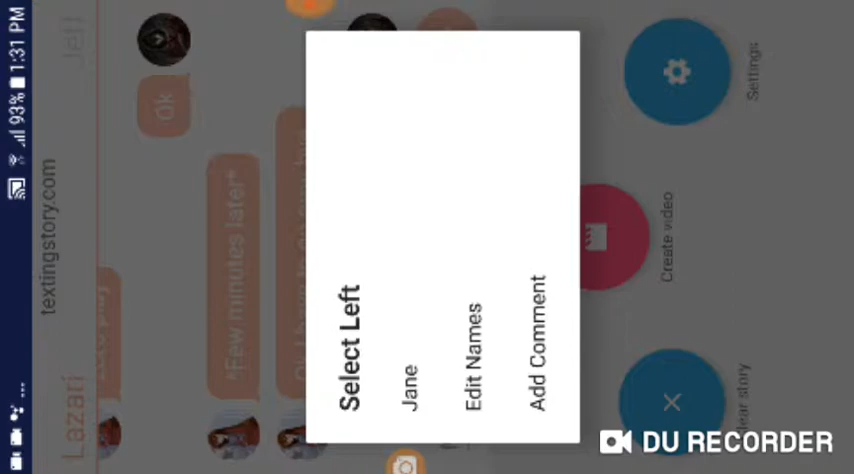 93% 1:31 PM
textingstory.com
Lazari
Jeff
Ok
*Few minutes later*
Select Left
Jane
Edit Names
Add Comment
Settings
Create video
lear story
DU RECORDER